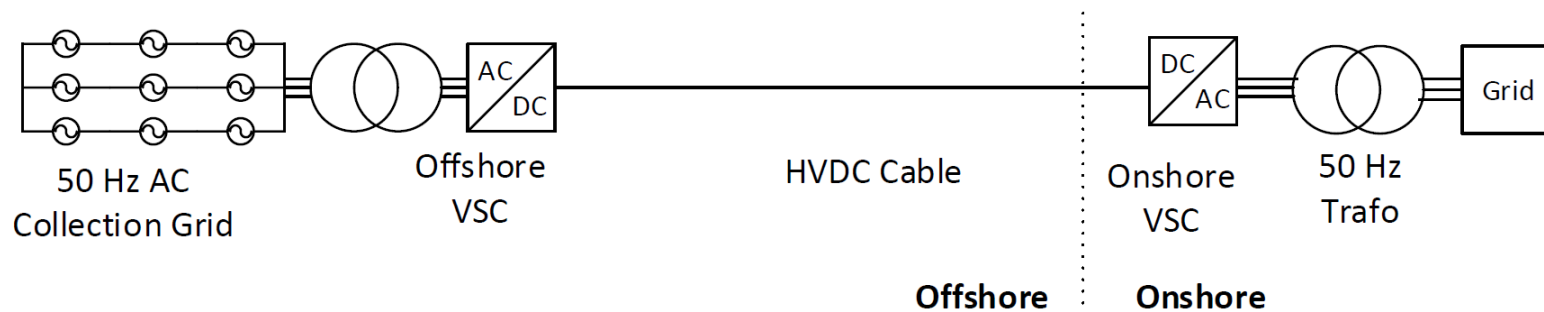 AC
DC
DC
AC
Grid
50 Hz AC
Collection Grid
Offshore
VSC
HVDC Cable
Onshore
VSC
50 Hz
Trafo
Offshore
Onshore